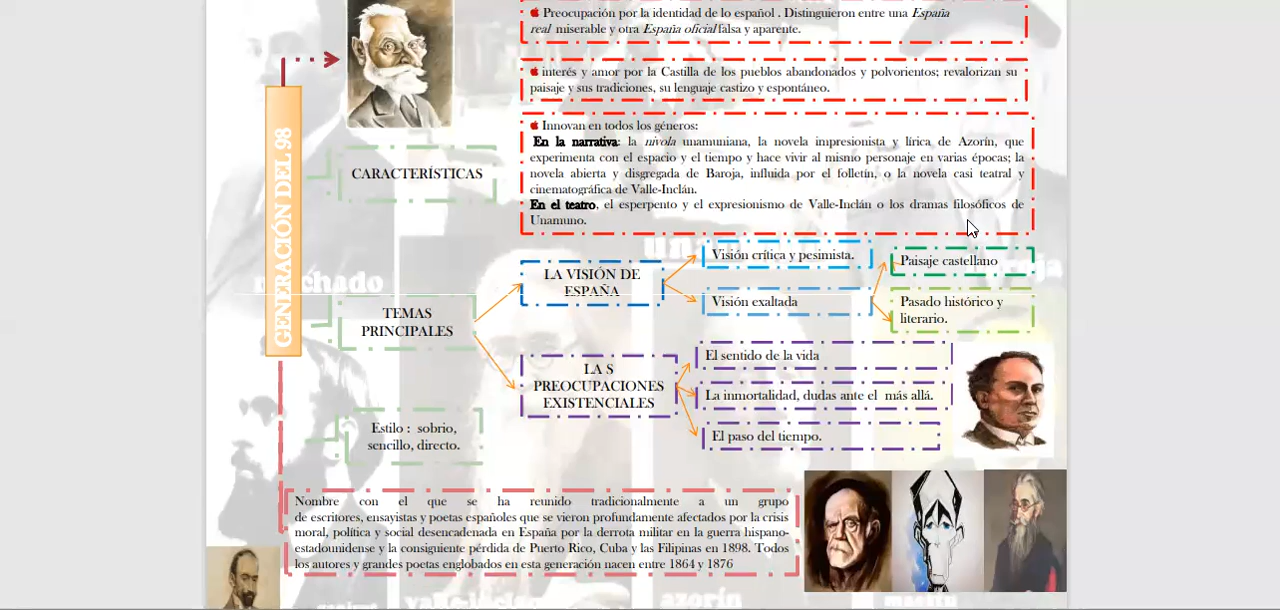 Preocupación por la identidad de lo español . Distinguieron entre una España
real miserable y otra España oficial falsa y aparente.
interés y amor por la Castilla de los pueblos abandonados y polvorientos; revalorizan su
paisaje y sus tradiciones, su lenguaje castizo y espontáneo.
Innovan en todos los géneros:
En la narrativa: la nivola unamuniana, la novela impresionista y lírica de Azorín, que
experimenta con el espacio y el tiempo y hace vivir al mismo personaje en varias épocas; la
novela abierta y disgregada de Baroja, influida por el folletín, o la novela casi teatral y
cinematográfica de Valle-Inclán.
En el teatro, el esperpento y el expresionismo de Valle-Inclán o los dramas filosóficos de
Unamuno.
GENERACIÓN DEL 98
CARACTERÍSTICAS
TEMAS
PRINCIPALES
LA VISIÓN DE
ESPAÑA
Visión crítica y pesimista.
Visión exaltada
Paisaje castellano
Pasado histórico y
literario.
LA S
PREOCUPACIONES
EXISTENCIALES
El sentido de la vida
La inmortalidad, dudas ante el más allá.
El paso del tiempo.
Estilo : sobrio,
sencillo, directo.
Nombre con el que se ha reunido tradicionalmente a un grupo
de escritores, ensayistas y poetas españoles que se vieron profundamente afectados por la crisis
moral, política y social desencadenada en España por la derrota militar en la guerra hispano-
estadounidense y la consiguiente pérdida de Puerto Rico, Cuba y las Filipinas en 1898. Todos
los autores y grandes poetas englobados en esta generación nacen entre 1864 y 1876
azorín